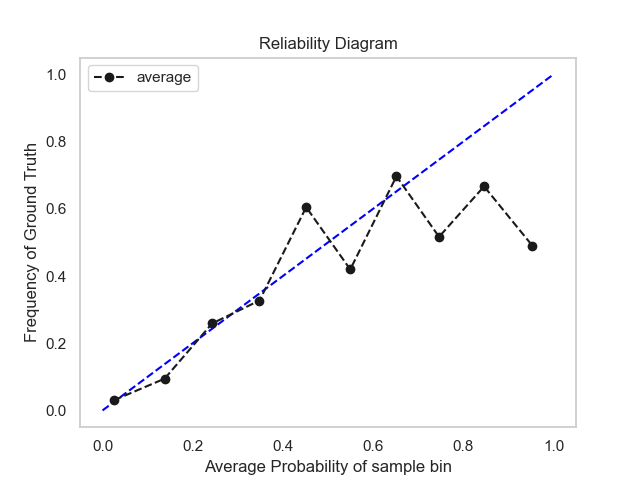 Reliability Diagram
average
Frequency of Ground Truth
1.0
0.8
0.6
0.4
0.2
0.0
0.0 0.2 0.4 0.6 0.8 1.0
Average Probability of sample bin